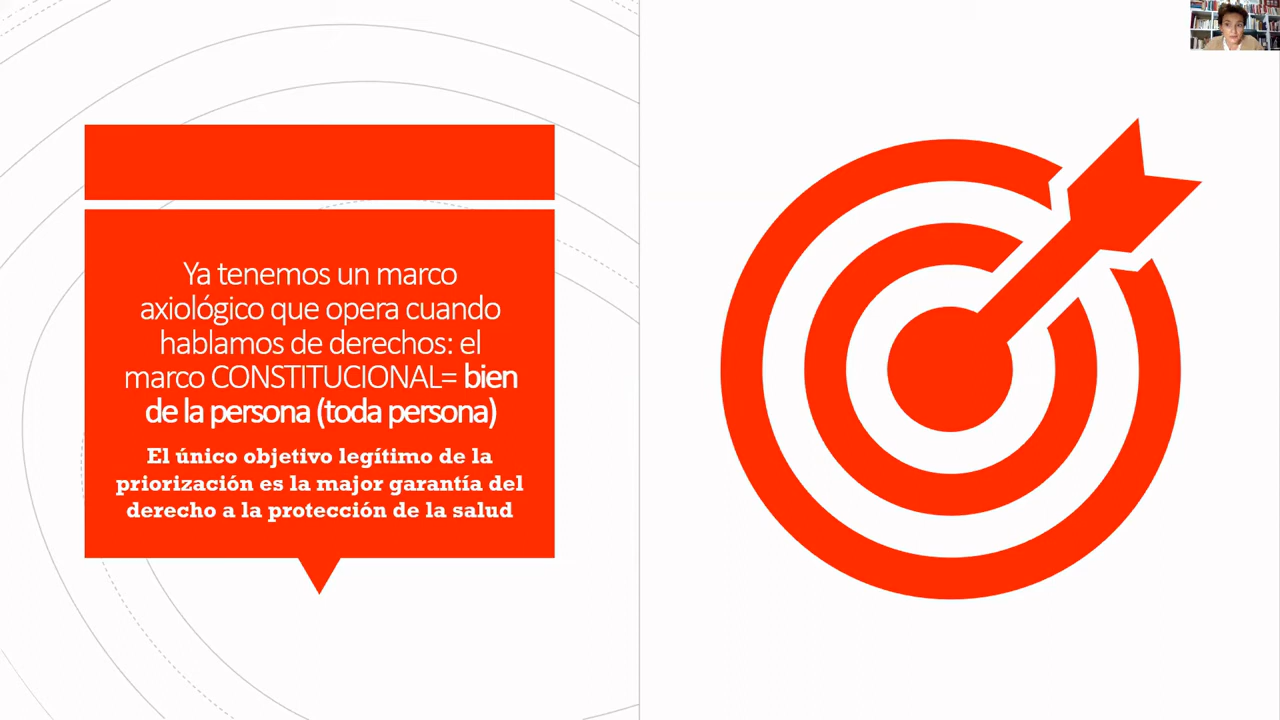 Ya tenemos un marco
axiológico que opera cuando
hablamos de derechos: el
marco CONSTITUCIONAL= bien
de la persona (toda persona)
El único objetivo legítimo de la
priorización es la major garantía del
derecho a la protección de la salud